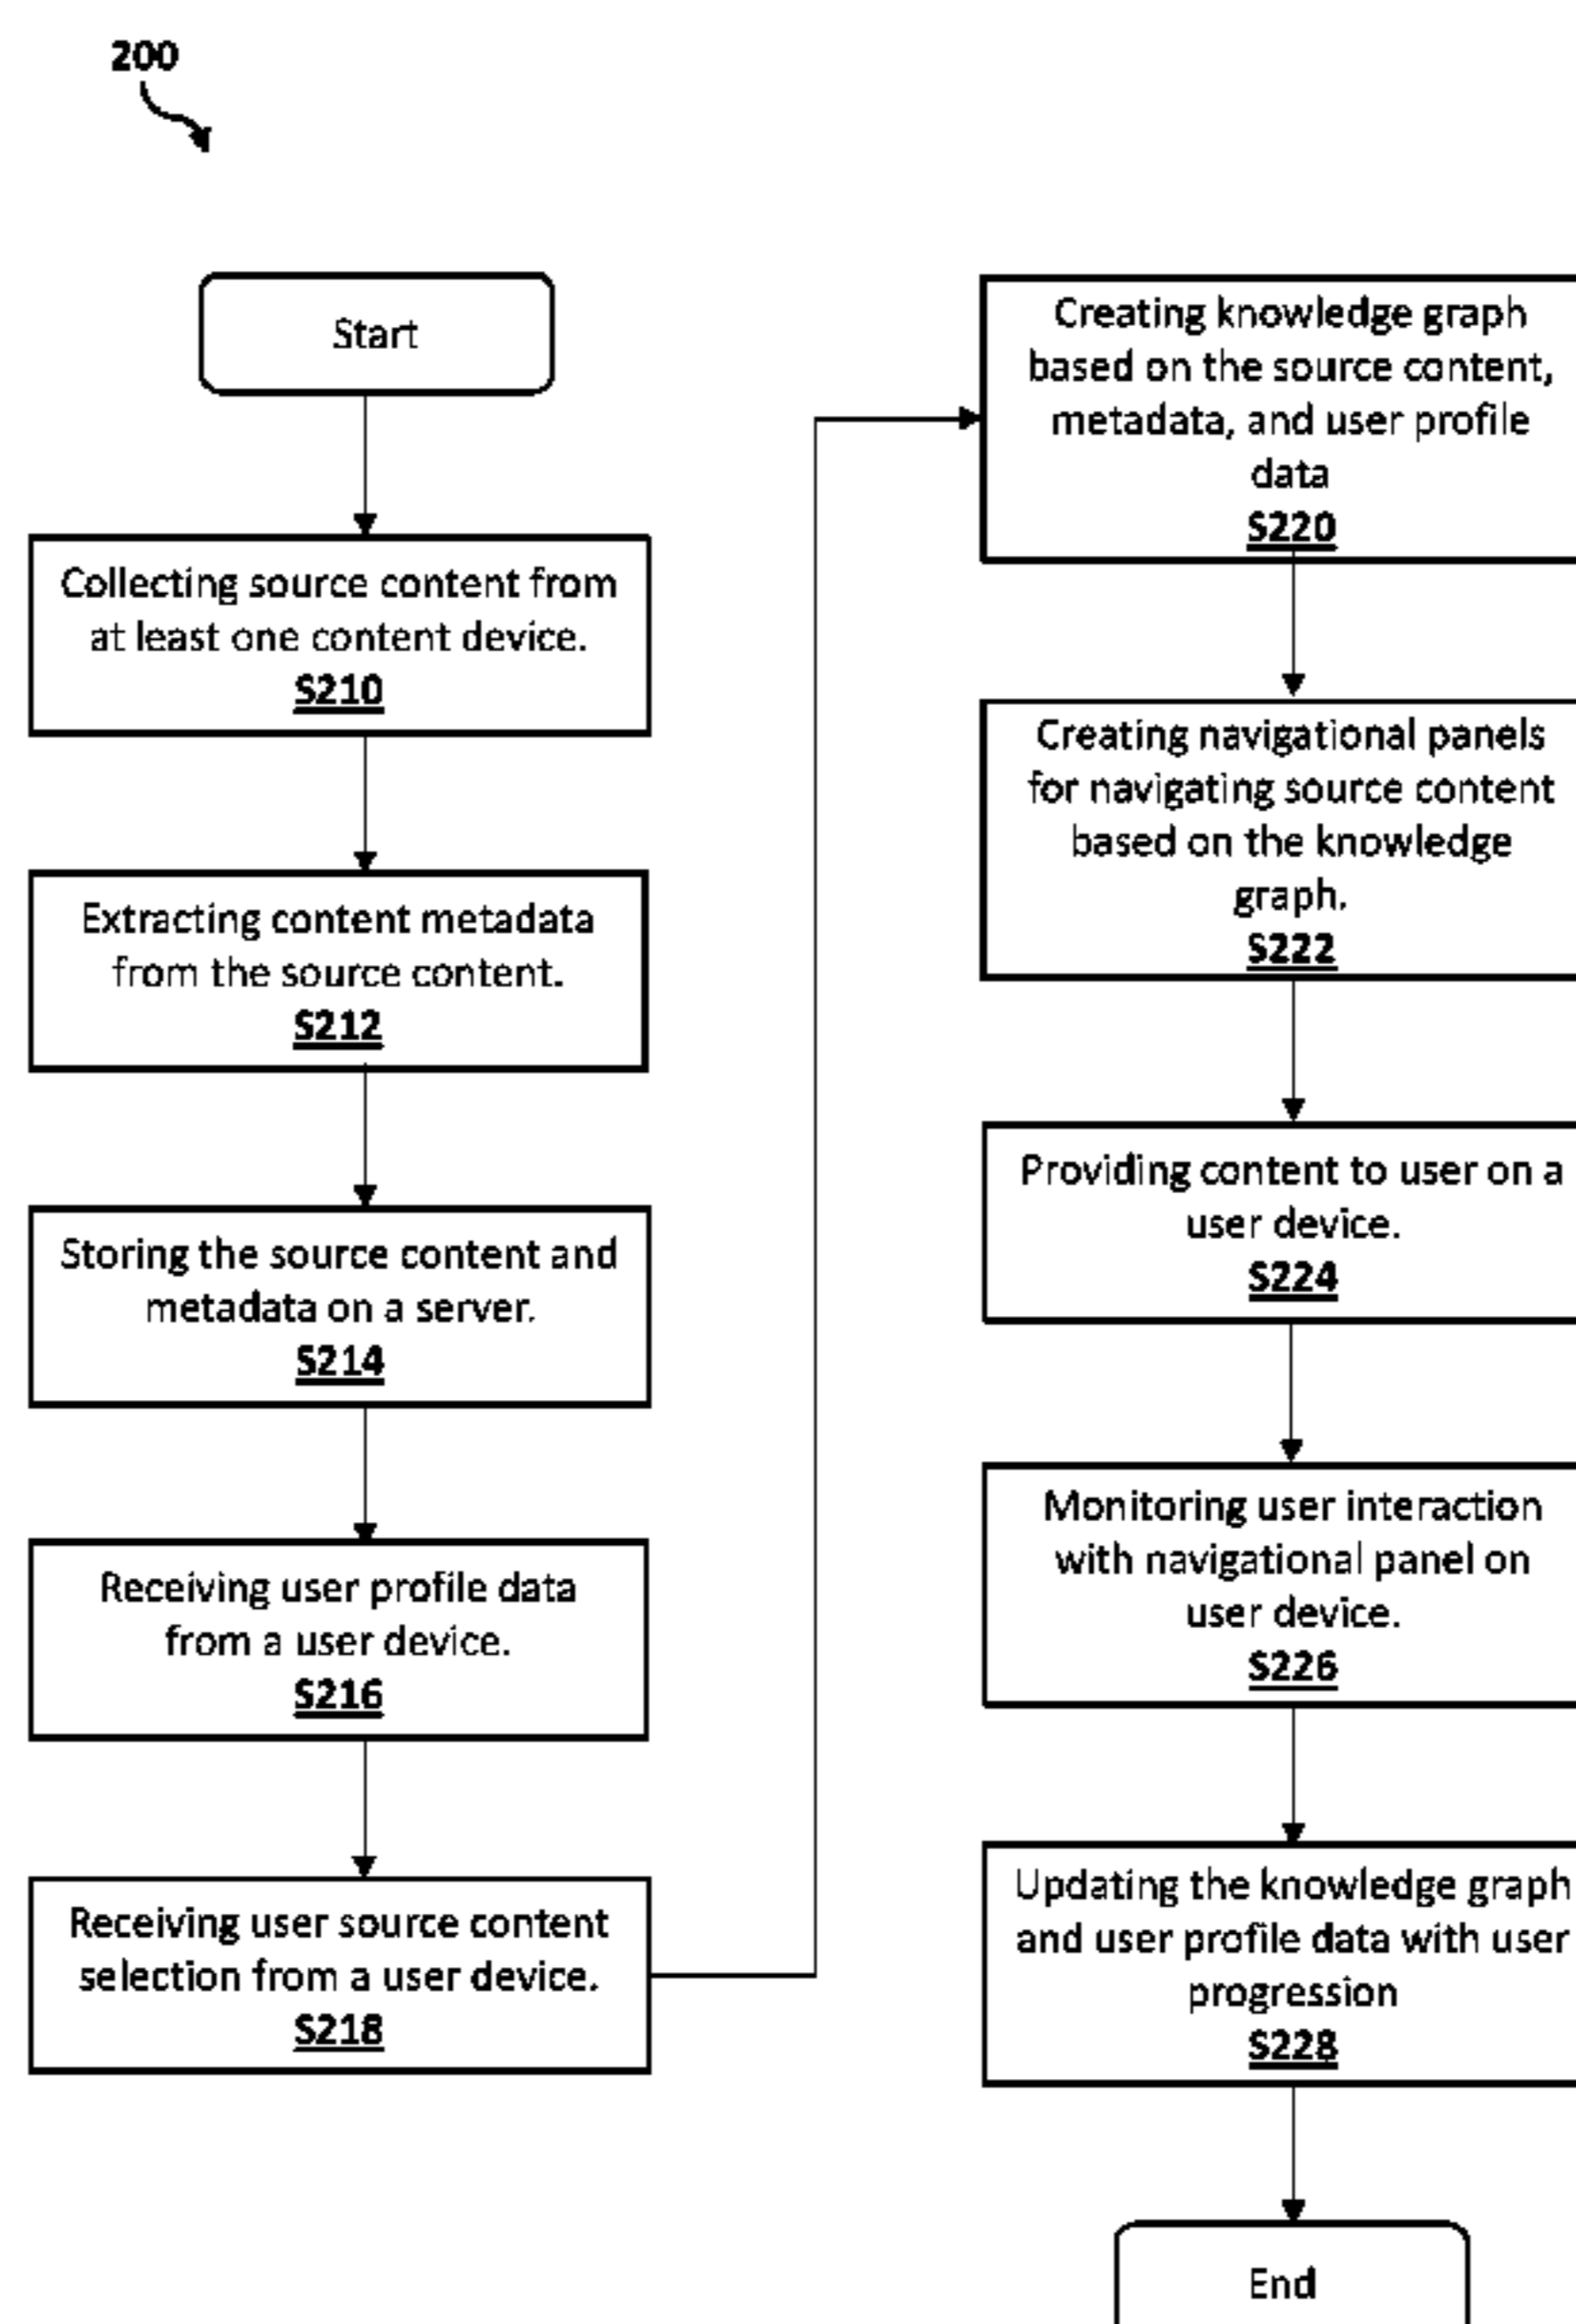 200
Start
Collecting source content from
at least one content device.
S210
Extracting content metadata
from the source content.
S212
Storing the source content and
metadata on a server.
S214
Receiving user profile data
from a user device.
S216
Receiving user source content
selection from a user device.
S218
Creating knowledge graph
based on the source content,
metadata, and user profile
data
S220
Creating navigational panels
for navigating source content
based on the knowledge
graph.
S222
Providing content to user on a
user device.
S224
Monitoring user interaction
with navigational panel on
user device.
S226
Updating the knowledge graph
and user profile data with user
progression
S228
End